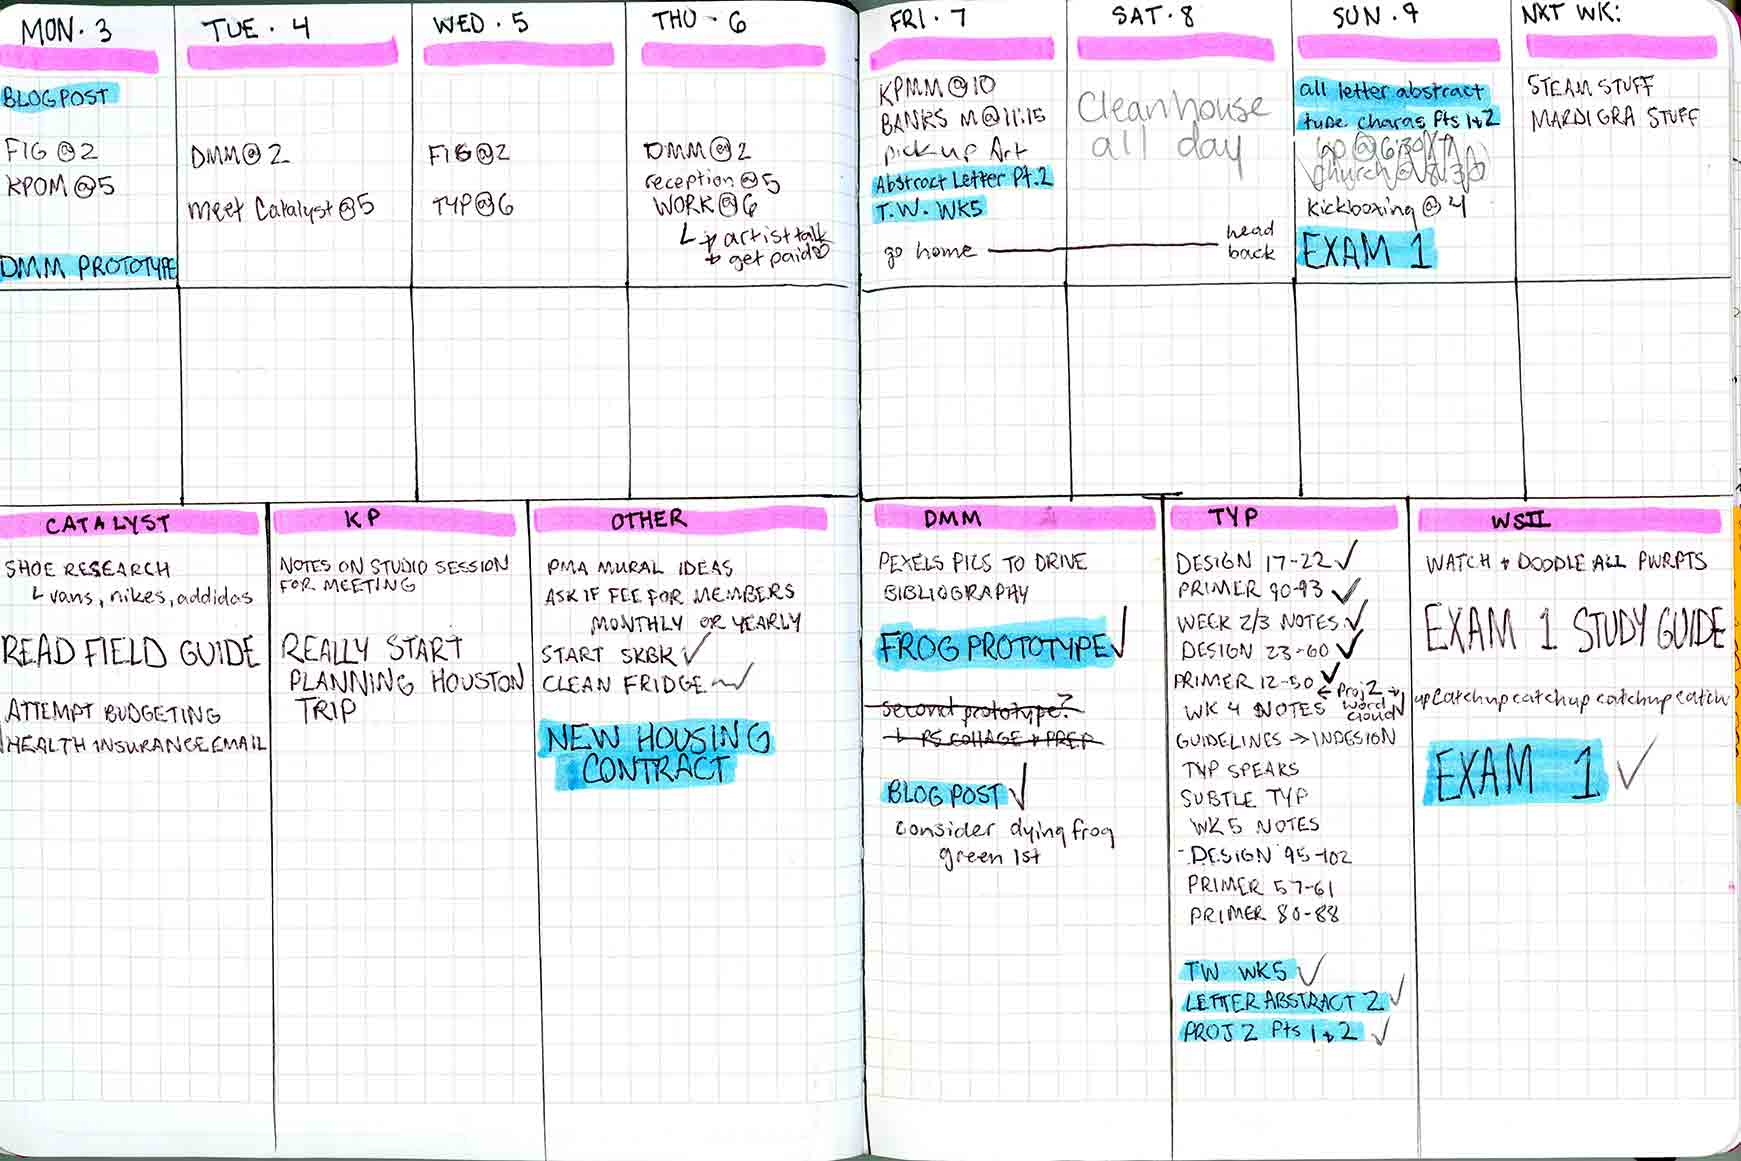 MON. 3
BLOG POST
FIG @ 2
KPOM @ 5
DMM PROTOTYPE
TUE. 4
DMM @ 2
meet Catalyst @ 5
WED. 5
FIG @ 2
TYP @ 6
THU. 6
DMM @ 2
reception @ 5
WORK @ 6
artist talk
get paid
FRI. 7
KPMM @ 10
BANKS M @ 11:15
pick up Art
Abstract Letter Pt. 2
T.W. WK5
go home
SAT. 8
Clean house
all day
head
back
SUN. 9
all letter abstract
type charas Pts 1+2
go @ 6:30
church @ 8:30
kickboxing @ 4
EXAM 1
NXT WK:
STEAM STUFF
MARDI GRA STUFF
CATALYST
SHOE RESEARCH
vans, nikes, addidas
READ FIELD GUIDE
ATTEMPT BUDGETING
HEALTH INSURANCE EMAIL
KP
NOTES ON STUDIO SESSION
FOR MEETING
REALLY START
PLANNING HOUSTON
TRIP
OTHER
PMA MURAL IDEAS
ASK IF FEE FOR MEMBERS
MONTHLY OR YEARLY
START SKBK ✓
CLEAN FRIDGE ✓
NEW HOUSING
CONTRACT
DMM
PEXELS PICS TO DRIVE
BIBLIOGRAPHY
FROG PROTOTYPE ✓
second prototype?
PS COLLAGE + PREP
BLOG POST ✓
consider dying frog
green 1st
TYP
DESIGN 17-22 ✓
PRIMER 90-93 ✓
WEEK 2/3 NOTES ✓
DESIGN 23-60 ✓
PRIMER 12-50 ✓
WK 4 NOTES ← Proj 2
word
cloud
GUIDELINES → INDESIGN
TYP SPEAKS
SUBTLE TYP
WK 5 NOTES
- DESIGN 95-102
PRIMER 57-61
PRIMER 80-88
TW WK5 ✓
LETTER ABSTRACT 2 ✓
PROJ 2 Pts 1+2 ✓
WSII
WATCH + DOODLE ALL PWRPTS
EXAM 1 STUDY GUIDE
upcatchupcatchupcatchupcatchupcatchup
EXAM 1 ✓